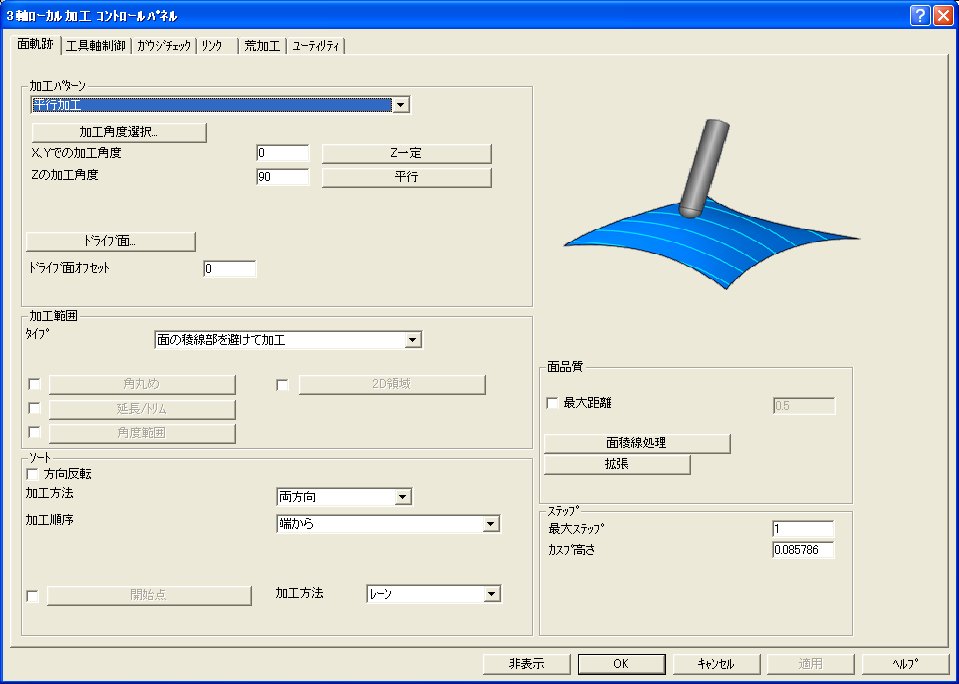 ３軸ﾛｰｶﾙ 加工 ｺﾝﾄﾛｰﾙ ﾊﾟﾈﾙ
面軌跡 工具軸制御 ｶﾞｳｼﾞﾁｪｯｸ ﾘﾝｸ 荒加工 ﾕｰﾃｨﾘﾃｨ
加工ﾊﾟﾀｰﾝ
平行加工
加工角度選択...
X,Yでの加工角度 0 Z一定
Zの加工角度 90 平行
ﾄﾞﾗｲﾌﾞ面...
ﾄﾞﾗｲﾌﾞ面ｵﾌｾｯﾄ 0
加工範囲
ﾀｲﾌﾟ 面の稜線部を避けて加工
角丸め 2D領域
延長/ﾄﾘﾑ
角度範囲
ｿｰﾄ
方向反転
加工方法 両方向
加工順序 端から
開始点 加工方法 ﾚｰﾝ
面品質
最大距離 0.5
面稜線処理
拡張
ｽﾃｯﾌﾟ
最大ｽﾃｯﾌﾟ 1
ｶｽﾌﾟ高さ 0.085786
非表示 OK ｷｬﾝｾﾙ 適用 ﾍﾙﾌﾟ